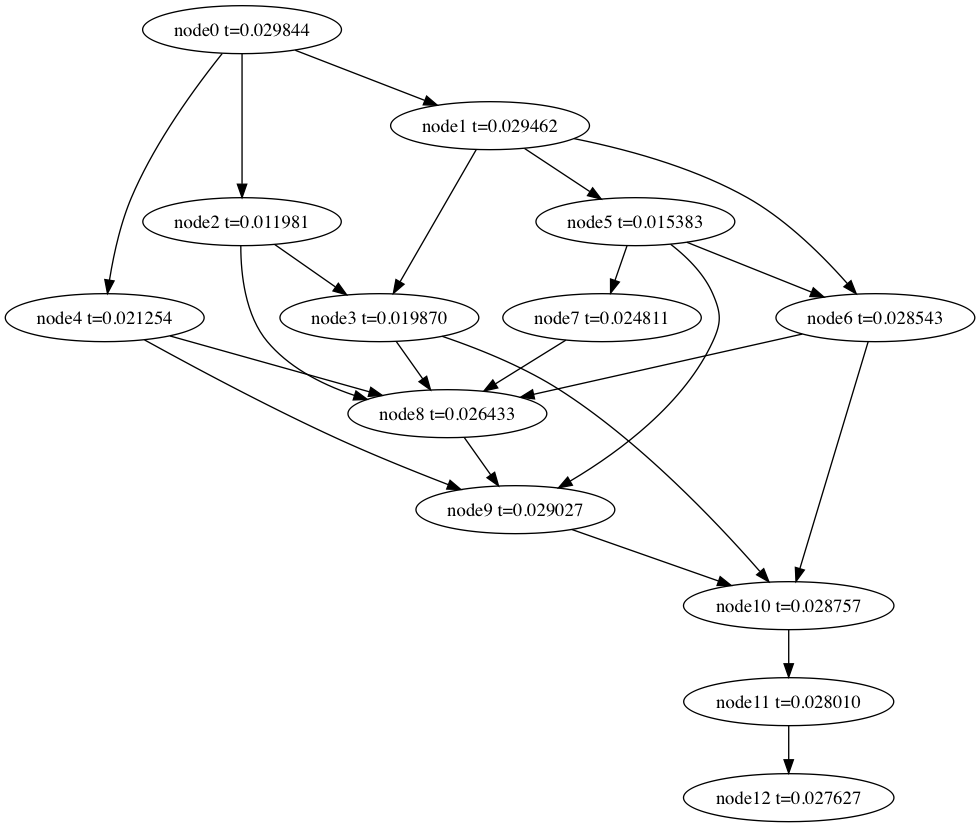 node0 t=0.029844
node1 t=0.029462
node2 t=0.011981
node5 t=0.015383
node4 t=0.021254
node3 t=0.019870
node7 t=0.024811
node6 t=0.028543
node8 t=0.026433
node9 t=0.029027
node10 t=0.028757
node11 t=0.028010
node12 t=0.027627